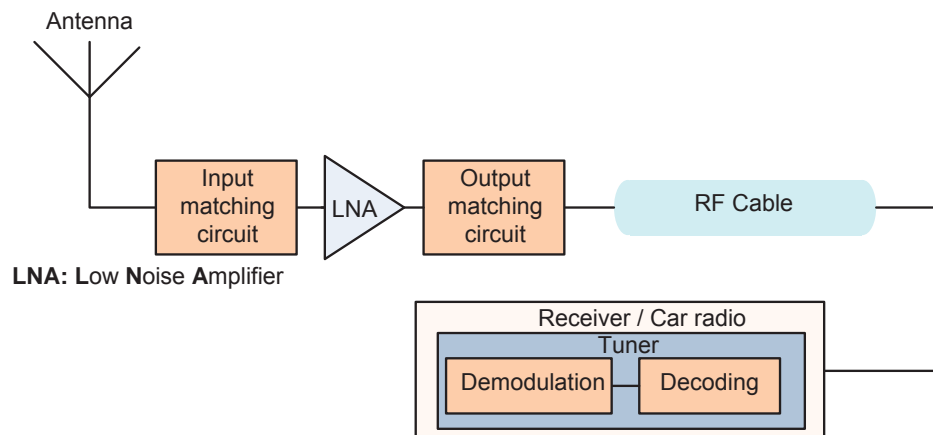 Antenna
Input
matching
circuit
LNA
Output
matching
circuit
RF Cable
LNA: Low Noise Amplifier
Receiver / Car radio
Tuner
Demodulation
Decoding